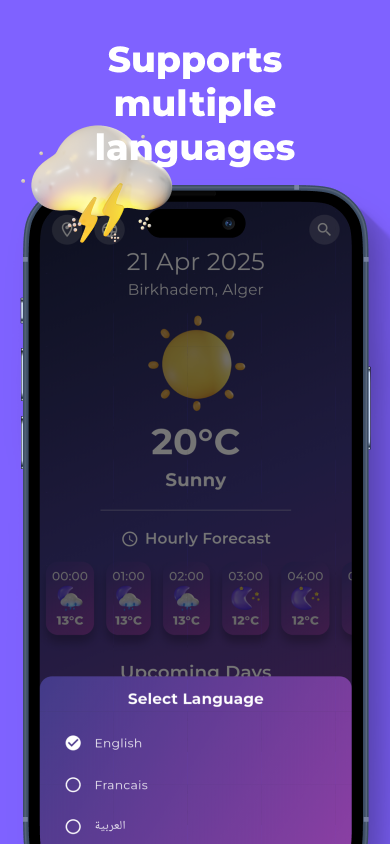 Supports
multiple
languages
21 Apr 2025
Birkhadem, Alger
20°C
Sunny
Hourly Forecast
00:00 01:00 02:00 03:00 04:00
13°C 13°C 13°C 12°C 12°C
Upcoming Days
Select Language
English
Francais
العربية